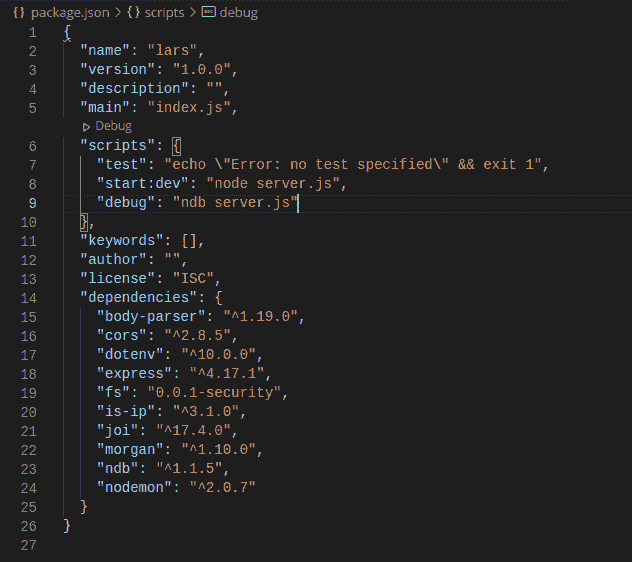 package.json > scripts > debug
1 {
2 "name": "lars",
3 "version": "1.0.0",
4 "description": "",
5 "main": "index.js",
Debug
6 "scripts": {
7 "test": "echo \"Error: no test specified\" && exit 1",
8 "start:dev": "node server.js",
9 "debug": "ndb server.js"
10 },
11 "keywords": [],
12 "author": "",
13 "license": "ISC",
14 "dependencies": {
15 "body-parser": "^1.19.0",
16 "cors": "^2.8.5",
17 "dotenv": "^10.0.0",
18 "express": "^4.17.1",
19 "fs": "0.0.1-security",
20 "is-ip": "^3.1.0",
21 "joi": "^17.4.0",
22 "morgan": "^1.10.0",
23 "ndb": "^1.1.5",
24 "nodemon": "^2.0.7"
25 }
26 }
27